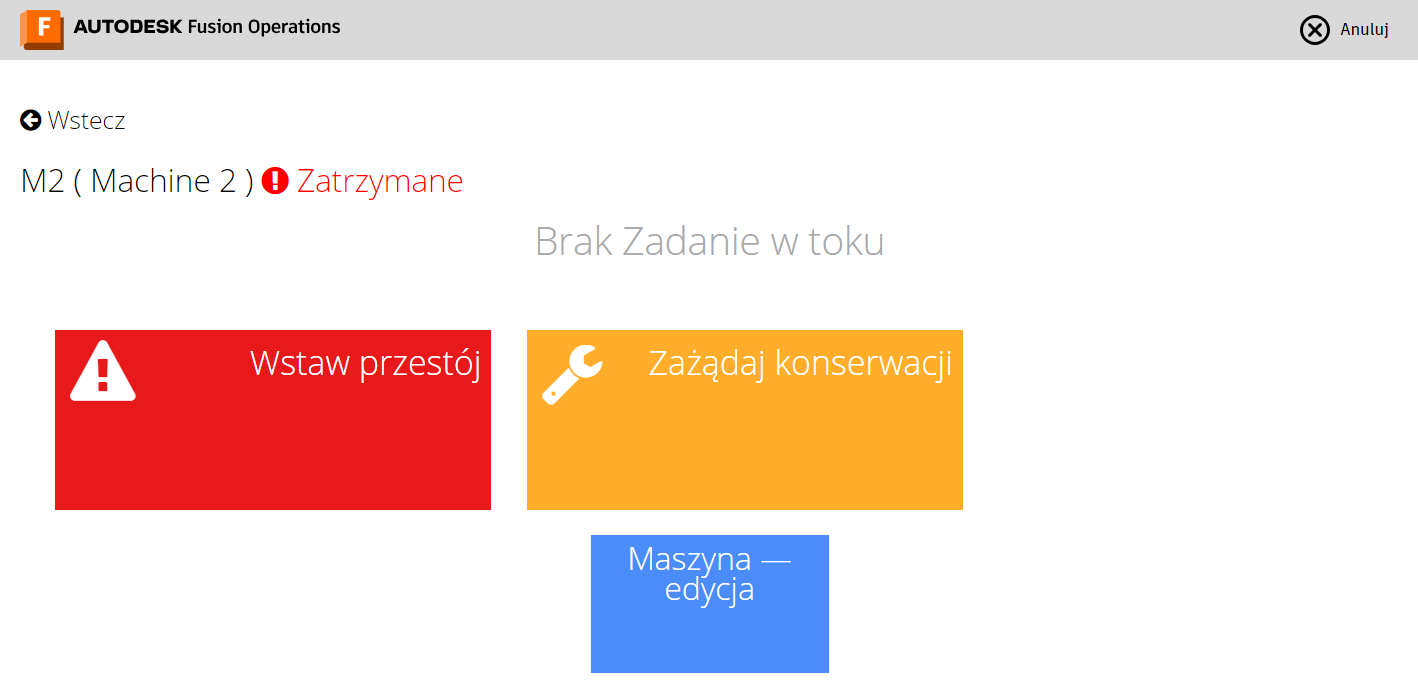 F AUTODESK Fusion Operations
Anuluj
Wstecz
M2 ( Machine 2 ) Zatrzymane
Brak Zadanie w toku
Wstaw przestój
Zażądaj konserwacji
Maszyna —
edycja